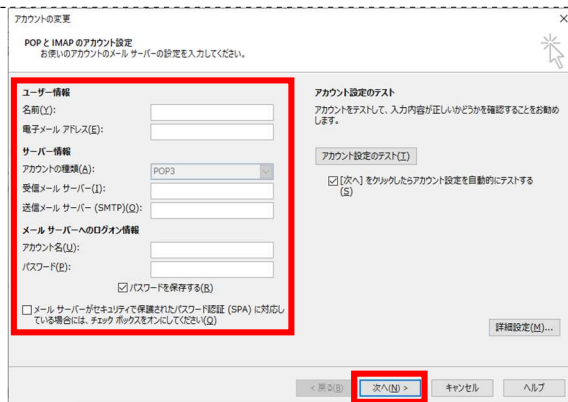 アカウントの変更
×
POP と IMAP のアカウント設定
お使いのアカウントのメール サーバーの設定を入力してください。
ユーザー情報
名前(Y):
電子メール アドレス(E):
サーバー情報
アカウントの種類(A):
POP3
受信メール サーバー(I):
送信メール サーバー (SMTP)(O):
メール サーバーへのログオン情報
アカウント名(U):
パスワード(P):
パスワードを保存する(R)
メール サーバーがセキュリティで保護されたパスワード認証 (SPA) に対応し
ている場合には、チェック ボックスをオンにしてください(Q)
アカウント設定のテスト
アカウントをテストして、入力内容が正しいかどうかを確認することをお勧め
します。
アカウント設定のテスト(T)
[次へ] をクリックしたらアカウント設定を自動的にテストする
(S)
詳細設定(M)...
< 戻る(B)
次へ(N) >
キャンセル
ヘルプ